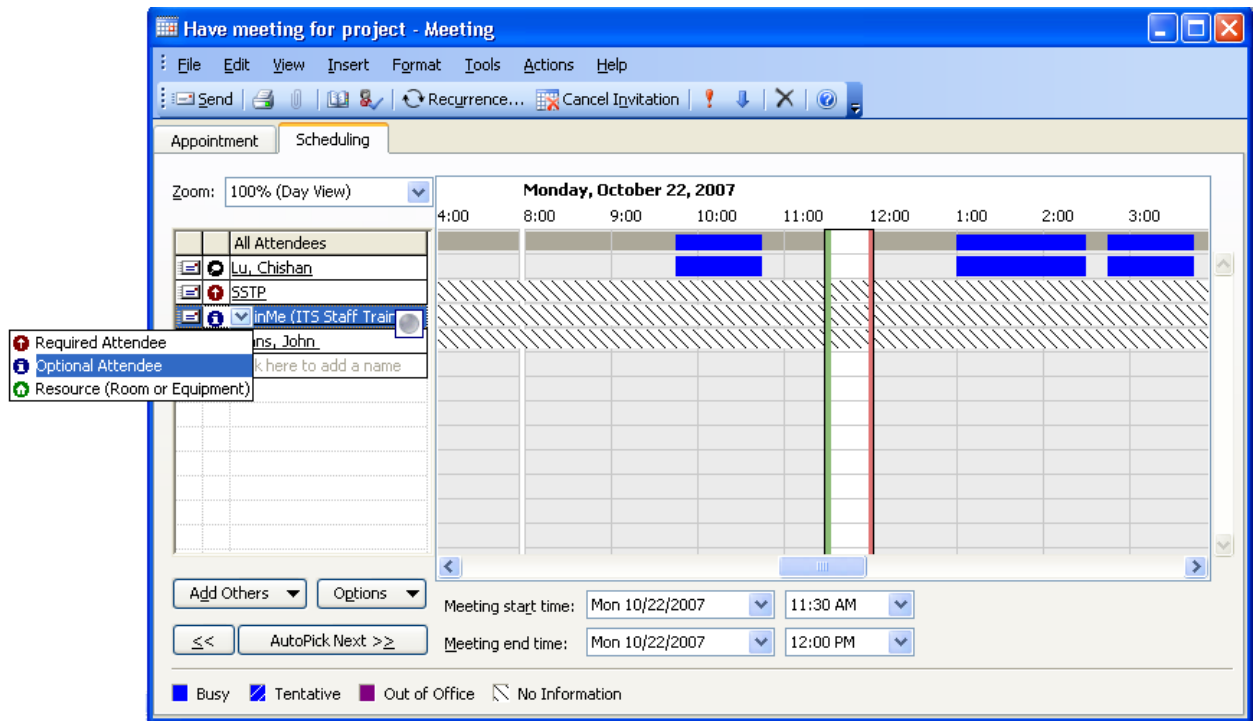 Have meeting for project - Meeting
File Edit View Insert Format Tools Actions Help
Send Recurrence... Cancel Invitation
Appointment Scheduling
Zoom: 100% (Day View)
Monday, October 22, 2007
4:00 8:00 9:00 10:00 11:00 12:00 1:00 2:00 3:00
All Attendees
Lu, Chishan
SSTP
inMe (ITS Staff Train
ns, John
k here to add a name
Required Attendee
Optional Attendee
Resource (Room or Equipment)
Add Others Options
Meeting start time: Mon 10/22/2007 11:30 AM
<< AutoPick Next >>
Meeting end time: Mon 10/22/2007 12:00 PM
Busy Tentative Out of Office No Information